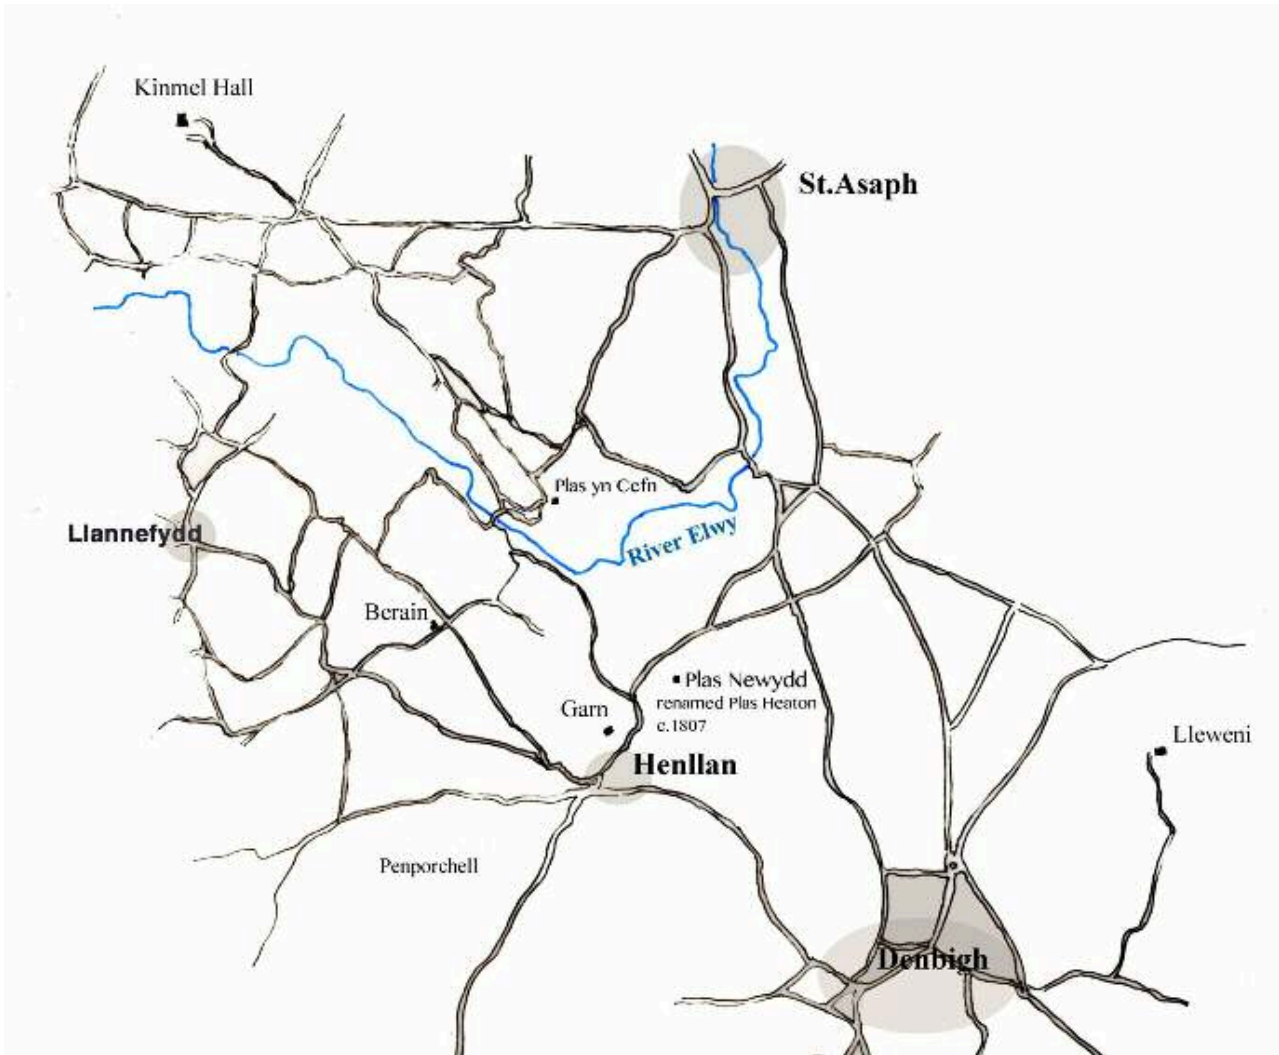 Kinmel Hall
St.Asaph
Plas yn Cefn
Llannefydd
River Elwy
Berain
Plas Newydd
renamed Plas Heaton
c.1807
Garn
Lleweni
Henllan
Penporchell
Denbigh